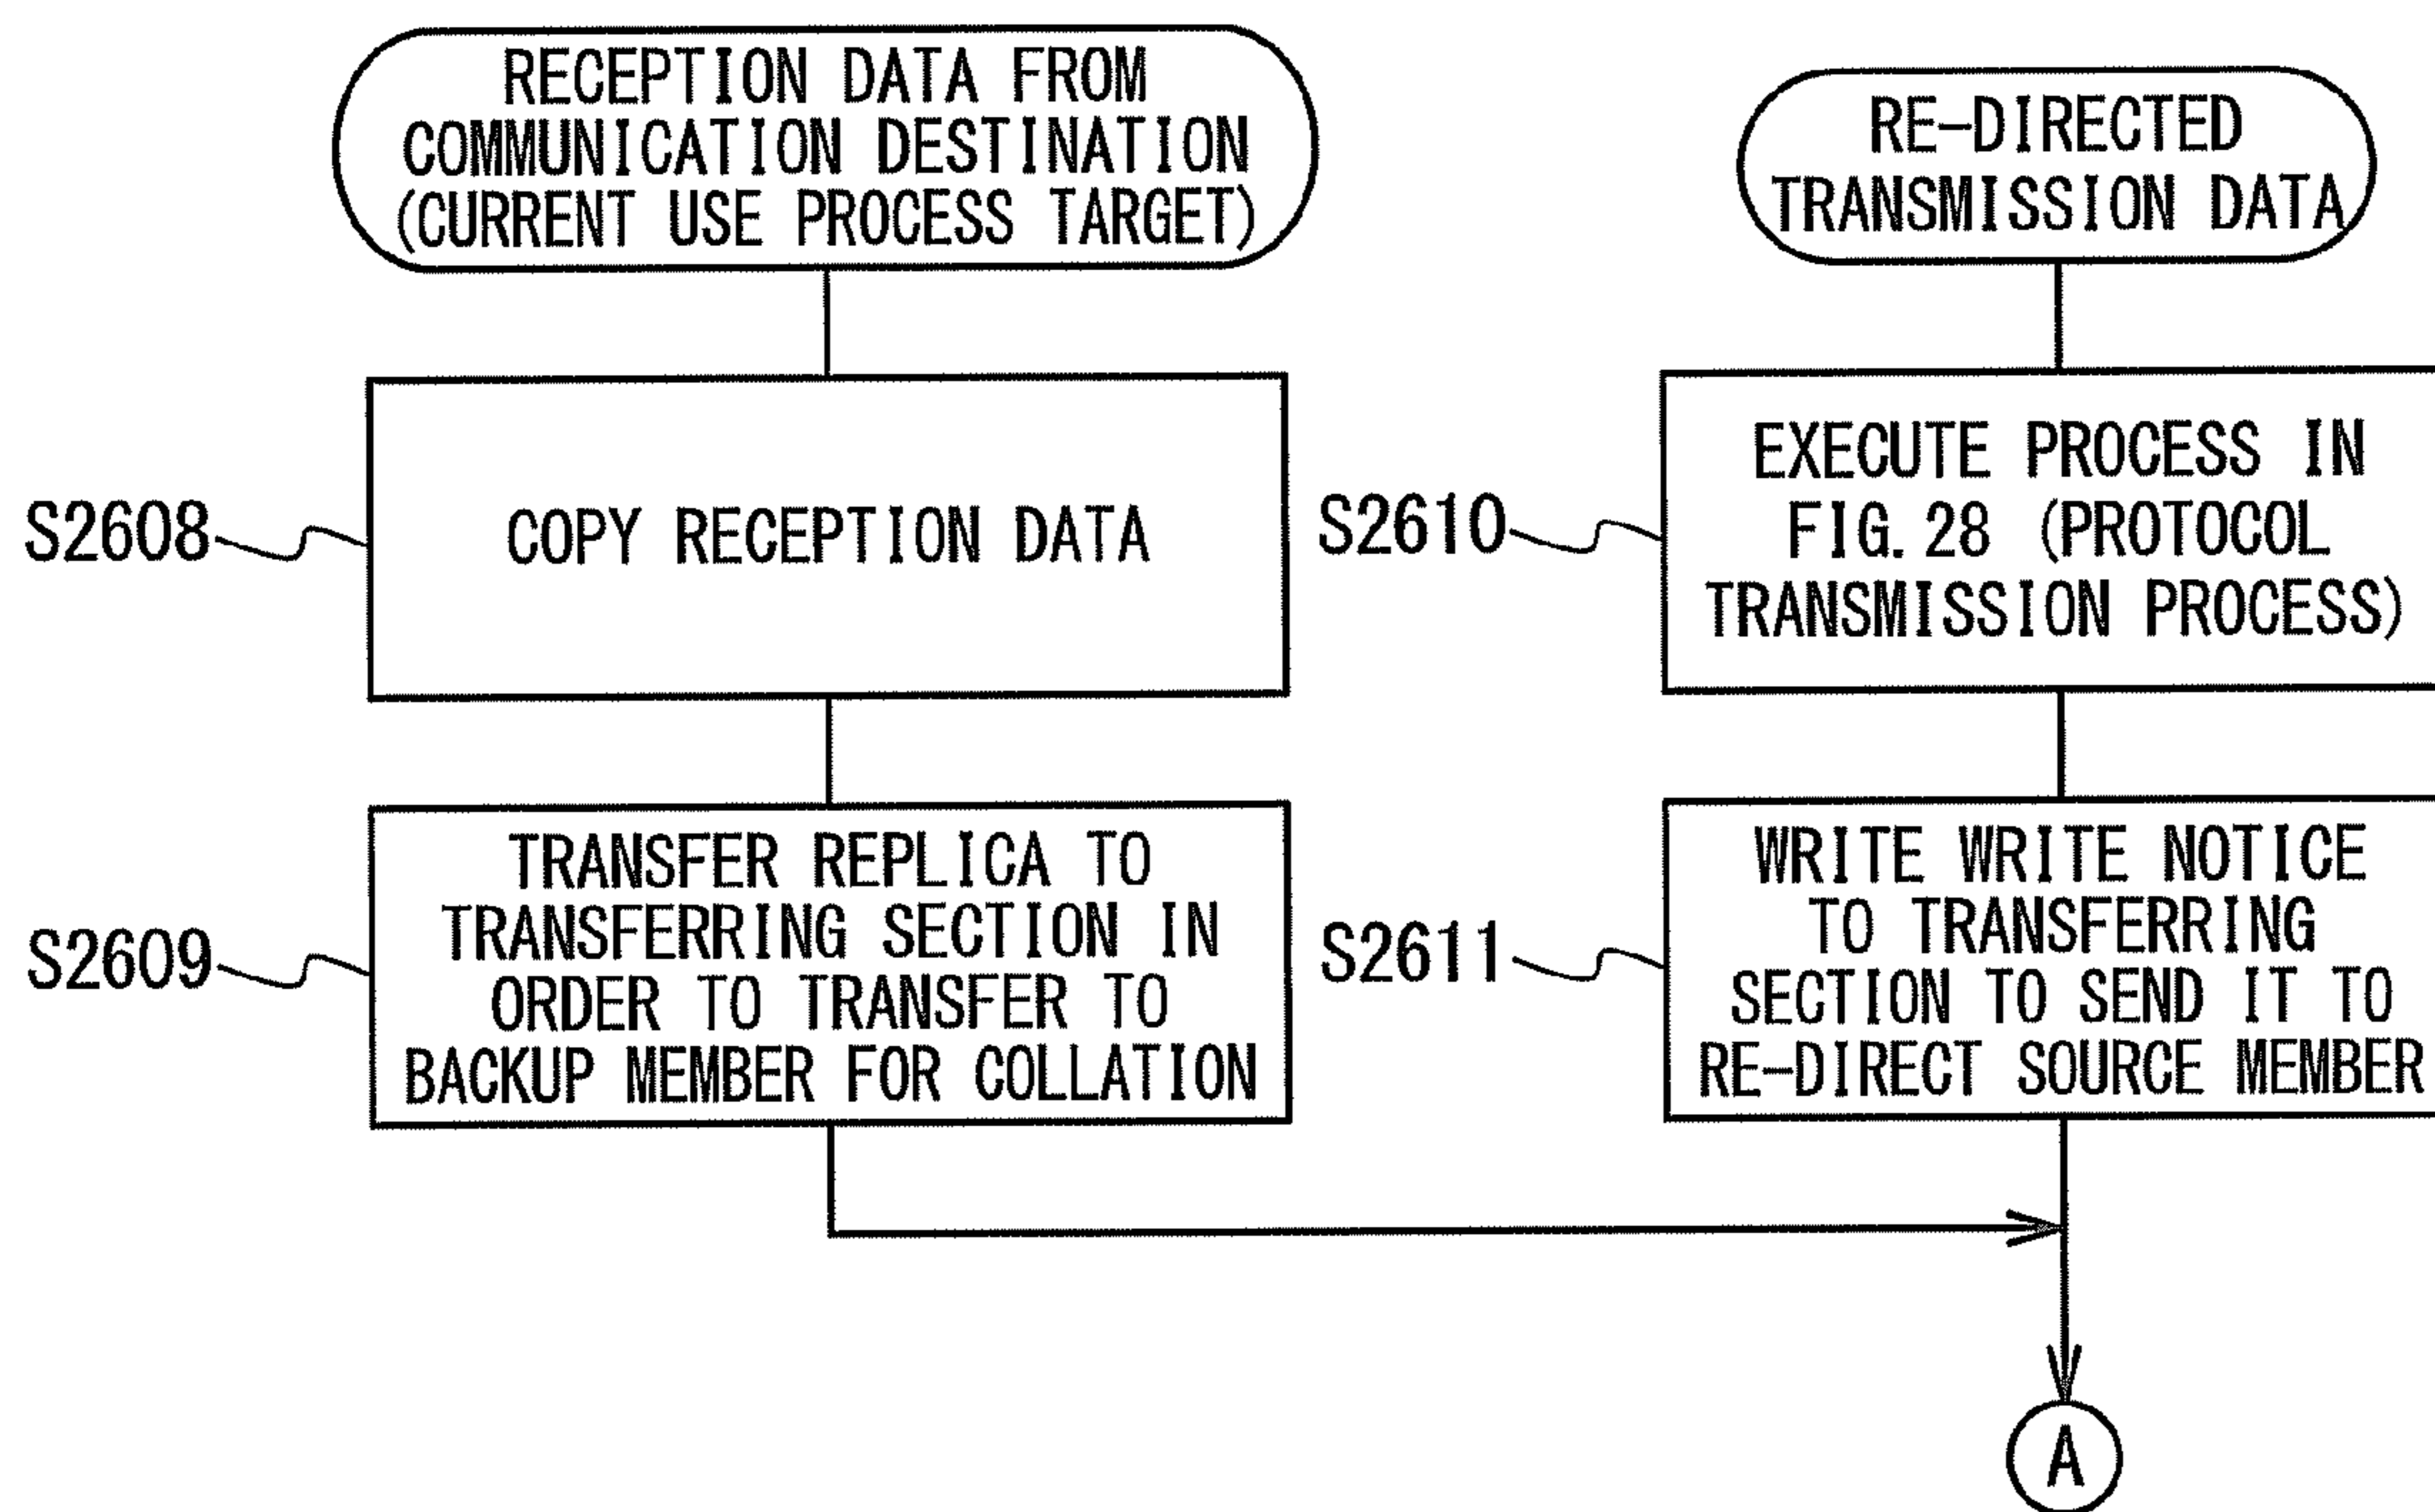 RECEPTION DATA FROM
COMMUNICATION DESTINATION
(CURRENT USE PROCESS TARGET)
S2608
COPY RECEPTION DATA
S2609
TRANSFER REPLICA TO
TRANSFERRING SECTION IN
ORDER TO TRANSFER TO
BACKUP MEMBER FOR COLLATION
RE-DIRECTED
TRANSMISSION DATA
S2610
EXECUTE PROCESS IN
FIG. 28 (PROTOCOL
TRANSMISSION PROCESS)
S2611
WRITE WRITE NOTICE
TO TRANSFERRING
SECTION TO SEND IT TO
RE-DIRECT SOURCE MEMBER
A